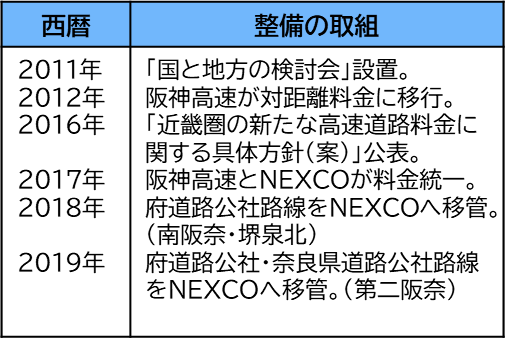 西暦 整備の取組
2011年 「国と地方の検討会」設置。
2012年 阪神高速が対距離料金に移行。
2016年 「近畿圏の新たな高速道路料金に
関する具体方針(案)」公表。
2017年 阪神高速とNEXCOが料金統一。
2018年 府道路公社路線をNEXCOへ移管。
(南阪奈・堺泉北)
2019年 府道路公社・奈良県道路公社路線
をNEXCOへ移管。(第二阪奈)